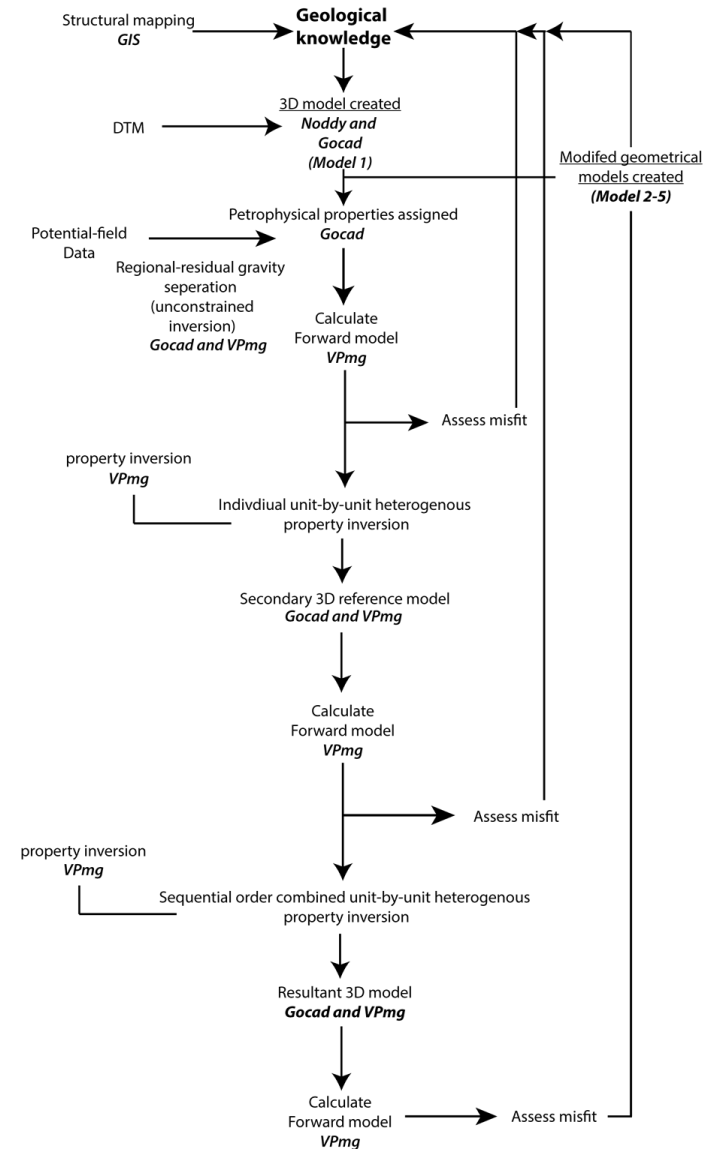 Structural mapping
GIS
Geological
knowledge
3D model created
Noddy and
Gocad
(Model 1)
DTM
Modifed geometrical
models created
(Model 2-5)
Petrophysical properties assigned
Gocad
Potential-field
Data
Regional-residual gravity
seperation
(unconstrained
inversion)
Gocad and VPmg
Calculate
Forward model
VPmg
Assess misfit
property inversion
VPmg
Indivdiual unit-by-unit heterogenous
property inversion
Secondary 3D reference model
Gocad and VPmg
Calculate
Forward model
VPmg
Assess misfit
property inversion
VPmg
Sequential order combined unit-by-unit heterogenous
property inversion
Resultant 3D model
Gocad and VPmg
Calculate
Forward model
VPmg
Assess misfit